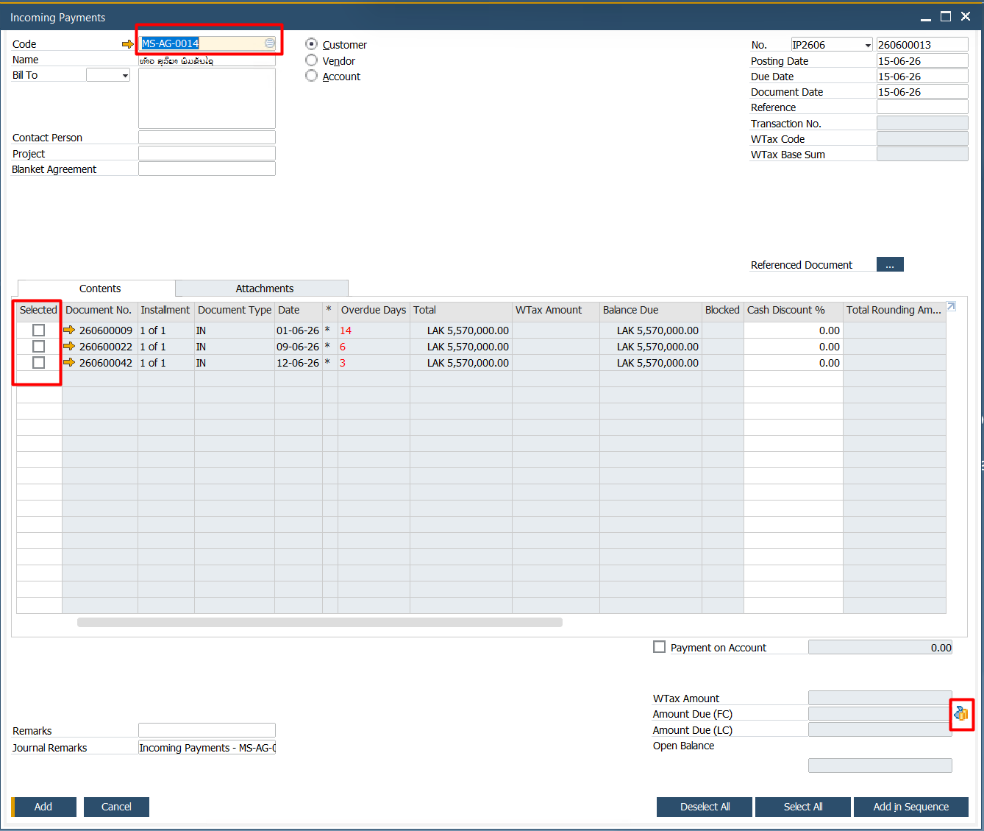 Incoming Payments
Code MS-AG-0014
Name ທ້າວ
Bill To
Contact Person
Project
Blanket Agreement
Customer
Vendor
Account
No. IP2606 260600013
Posting Date 15-06-26
Due Date 15-06-26
Document Date 15-06-26
Reference
Transaction No.
WTax Code
WTax Base Sum
Referenced Document ...
Contents Attachments
Selected Document No. Installment Document Type Date * Overdue Days Total WTax Amount Balance Due Blocked Cash Discount % Total Rounding Am...
260600009 1 of 1 IN 01-06-26 * 14 LAK 5,570,000.00 LAK 5,570,000.00 0.00
260600022 1 of 1 IN 09-06-26 * 6 LAK 5,570,000.00 LAK 5,570,000.00 0.00
260600042 1 of 1 IN 12-06-26 * 3 LAK 5,570,000.00 LAK 5,570,000.00 0.00
Payment on Account 0.00
WTax Amount
Amount Due (FC)
Amount Due (LC)
Open Balance
Remarks
Journal Remarks Incoming Payments - MS-AG-0
Add Cancel Deselect All Select All Add in Sequence